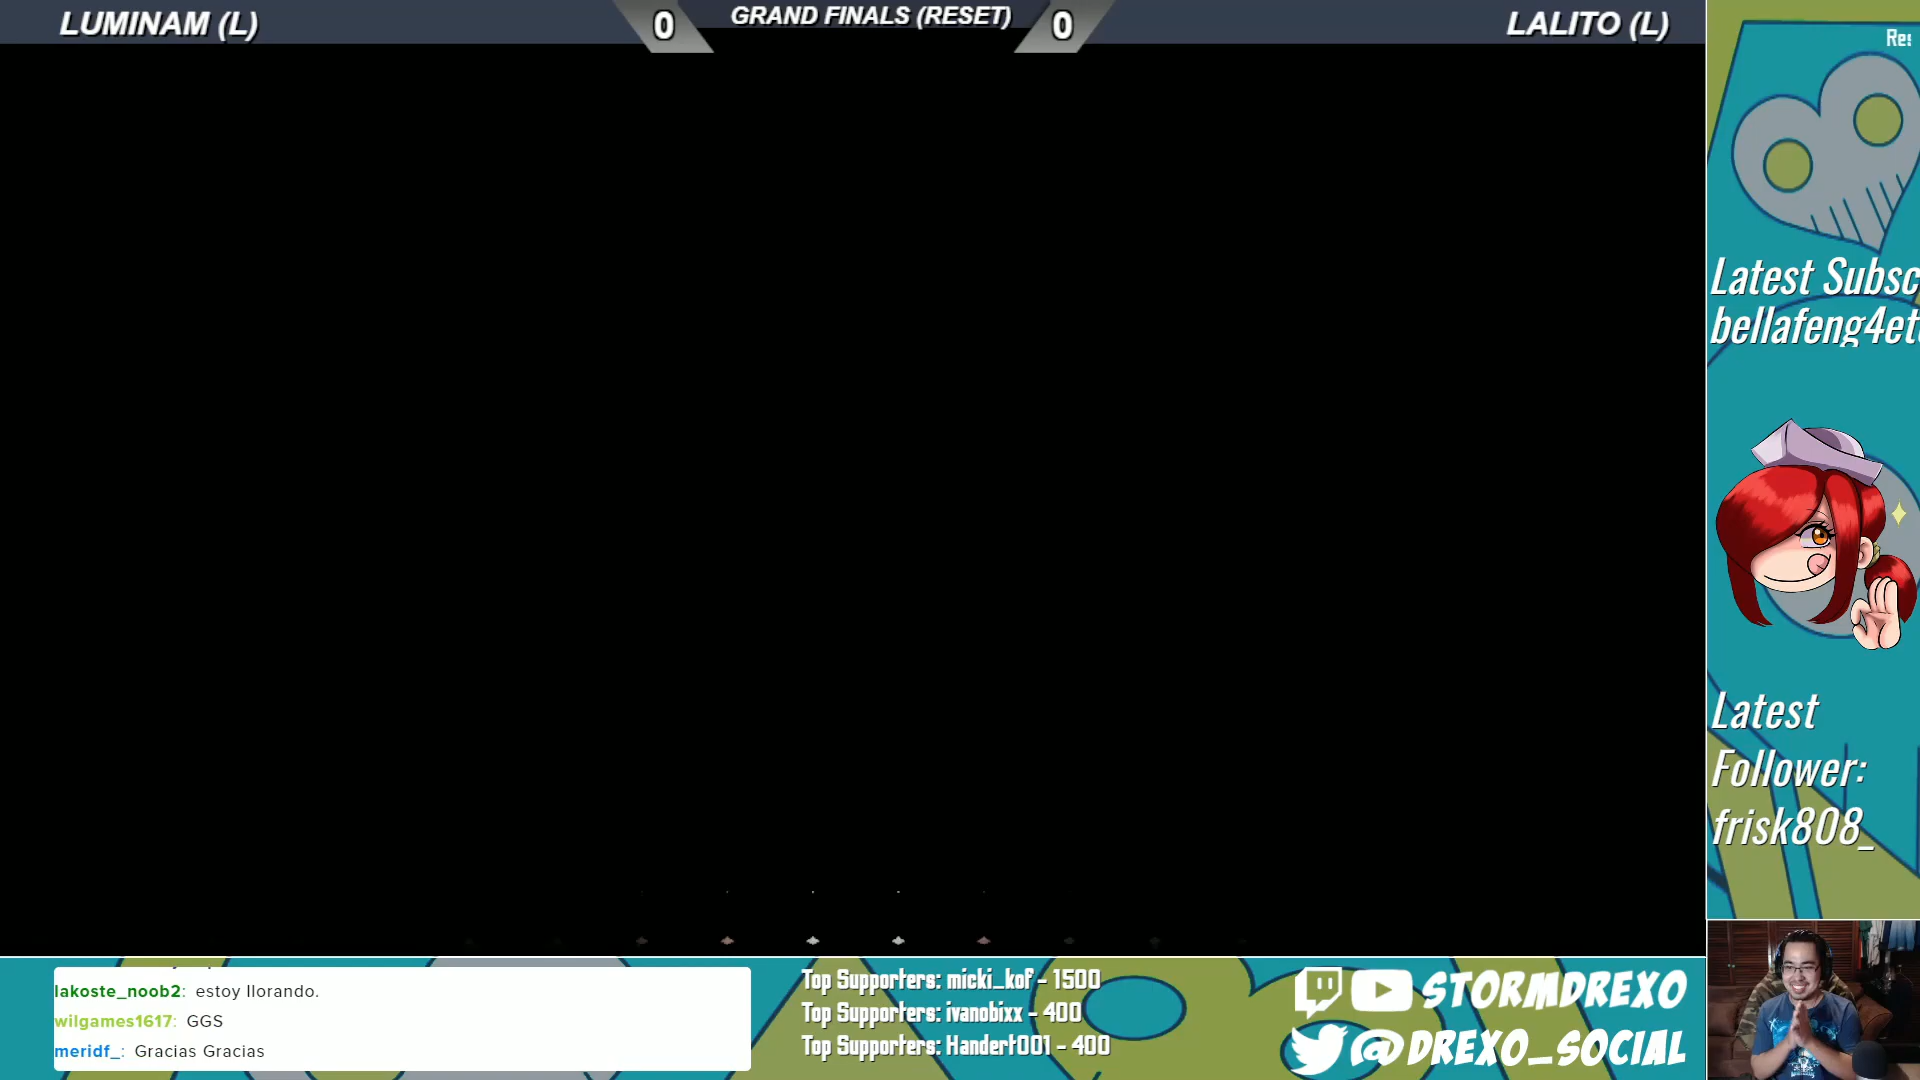 LUMINAM (L)
0
GRAND FINALS (RESET)
0
LALITO (L)
Latest
Follower:
frisk808_
lakoste_noob2: estoy llorando.
wilgames1617: GGS
meridf_: Gracias Gracias
Top Supporters: micki_kof - 1500
Top Supporters: ivanobixx - 400
Top Supporters: Handert001 - 400
STORMDREXO
@DREXO_SOCIAL
Latest Subsc
bellafeng4et